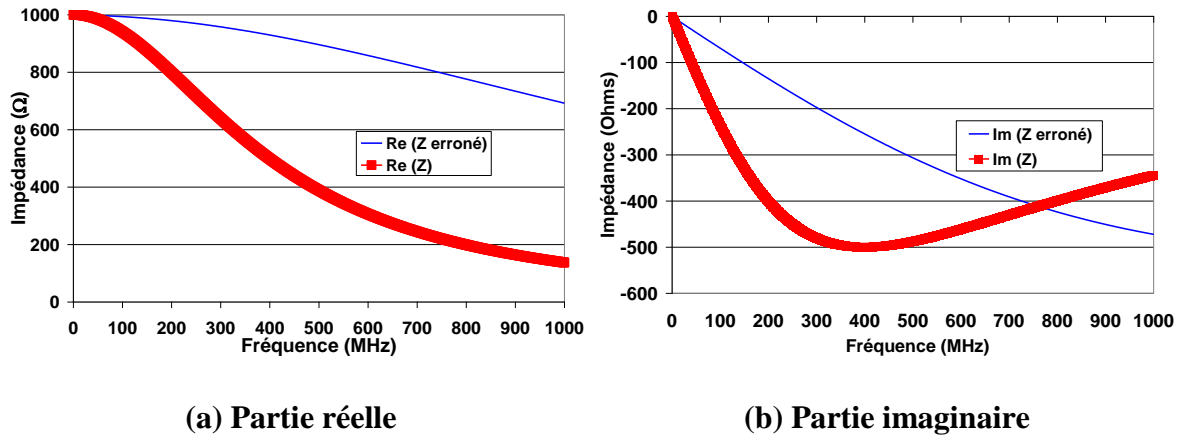 1000
800
600
400
200
0
Impédance (Ω)
Re (Z erroné)
Re (Z)
0 100 200 300 400 500 600 700 800 900 1000
Fréquence (MHz)
(a) Partie réelle
0
-100
-200
-300
-400
-500
-600
Impédance (Ohms)
Im (Z erroné)
Im (Z)
0 100 200 300 400 500 600 700 800 900 1000
Fréquence (MHz)
(b) Partie imaginaire